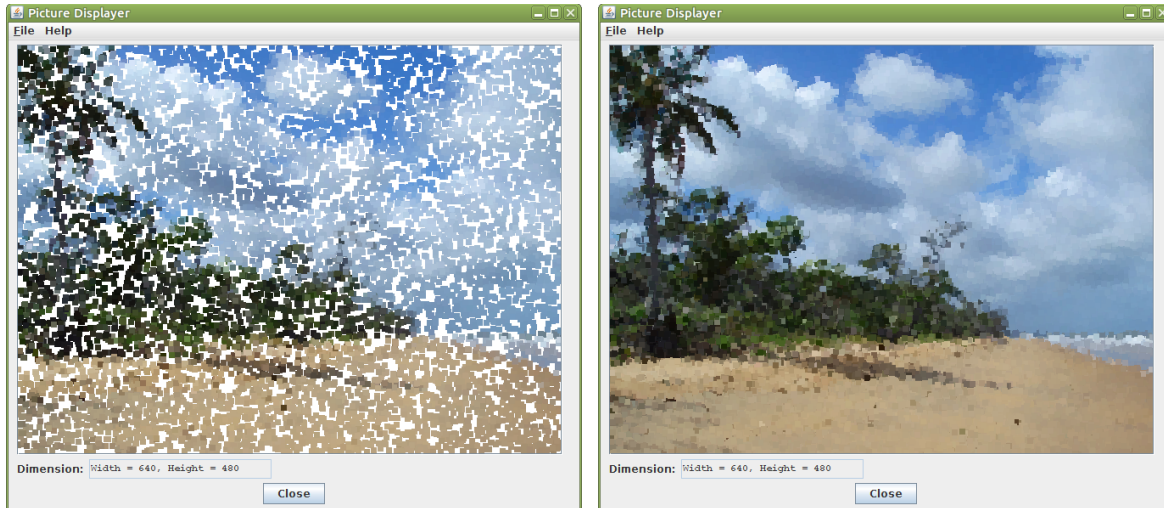 Picture Displayer
File Help
Dimension: Width = 640, Height = 480
Close
Picture Displayer
File Help
Dimension: Width = 640, Height = 480
Close